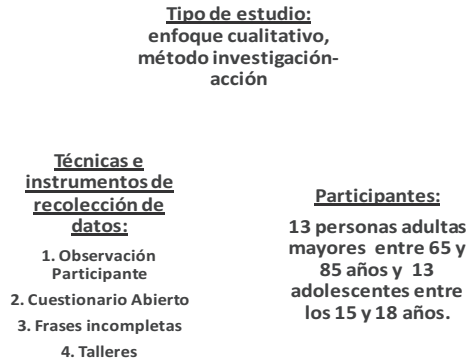 Tipo de estudio:
enfoque cualitativo,
método investigación-
acción
Técnicas e
instrumentos de
recolección de
datos:
1. Observación
Participante
2. Cuestionario Abierto
3. Frases incompletas
4. Talleres
Participantes:
13 personas adultas
mayores entre 65 y
85 años y 13
adolescentes entre
los 15 y 18 años.